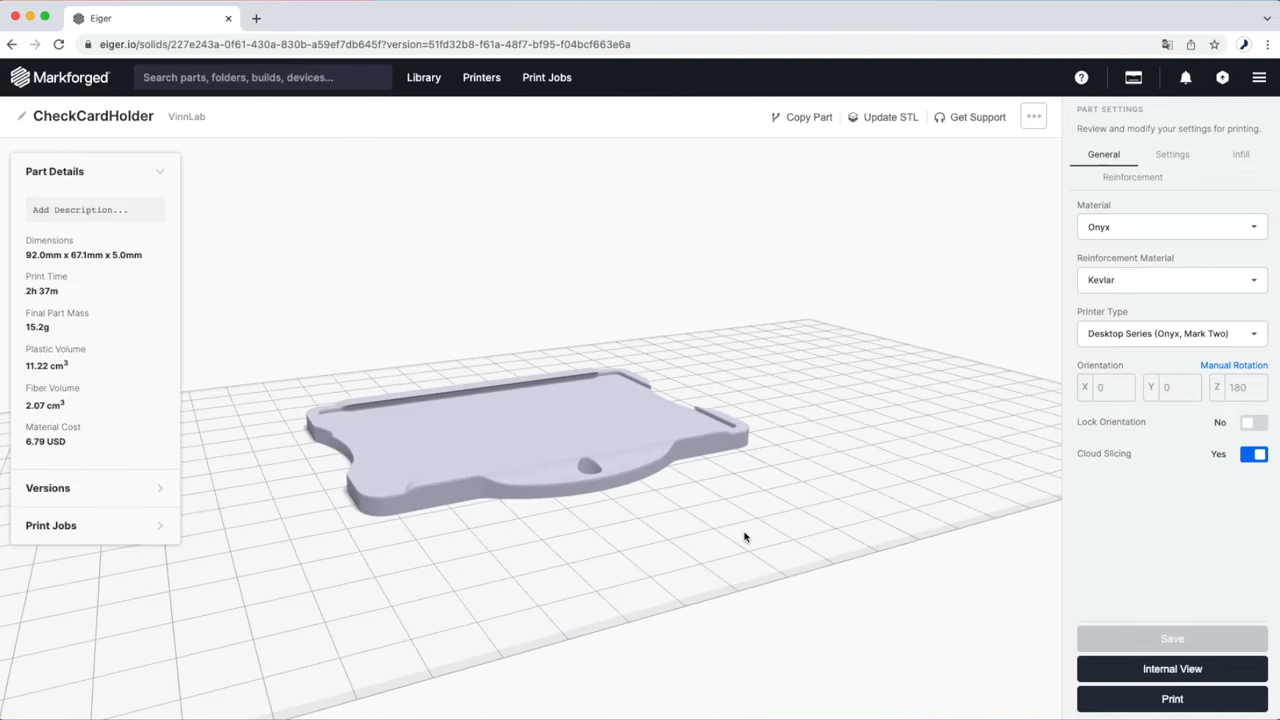 Eiger
eiger.io/solids/227e243a-0f61-430a-830b-a59ef7db645f?version=51fd32b8-f61a-48f7-bf95-f04bcf663e6a
Markforged
Search parts, folders, builds, devices...
Library
Printers
Print Jobs
CheckCardHolder
VinnLab
Copy Part
Update STL
Get Support
Part Details
Add Description...
Dimensions
92.0mm x 67.1mm x 5.0mm
Print Time
2h 37m
Final Part Mass
15.2g
Plastic Volume
11.22 cm³
Fiber Volume
2.07 cm³
Material Cost
6.79 USD
Versions
Print Jobs
PART SETTINGS
Review and modify your settings for printing.
General
Settings
Infill
Reinforcement
Material
Onyx
Reinforcement Material
Kevlar
Printer Type
Desktop Series (Onyx, Mark Two)
Orientation
Manual Rotation
X 0
Y 0
Z 180
Lock Orientation
No
Cloud Slicing
Yes
Save
Internal View
Print